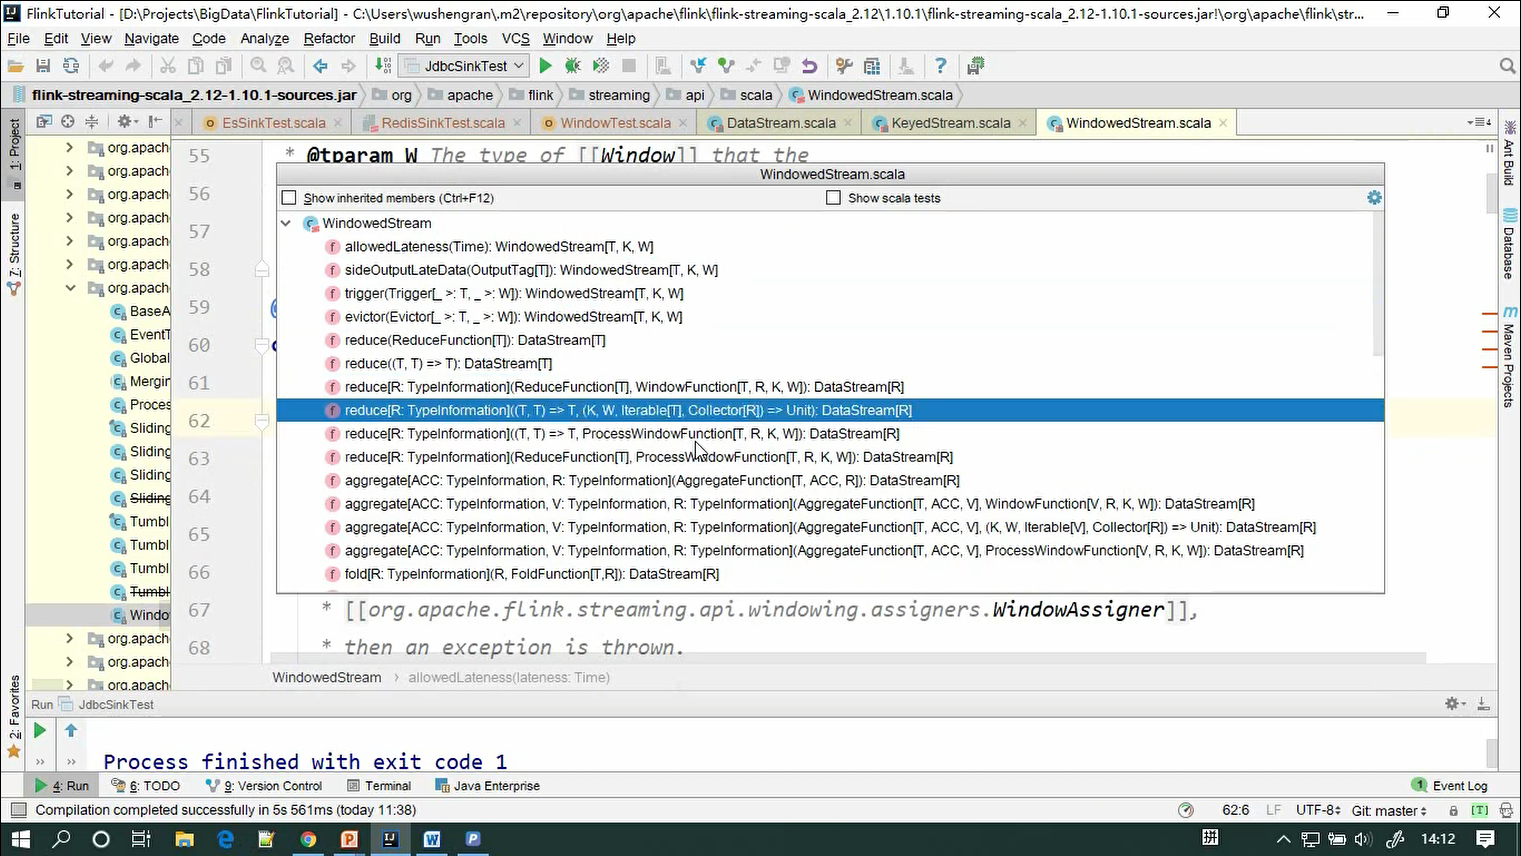 FlinkTutorial - [D:\Projects\BigData\FlinkTutorial] - C:\Users\wushengran\.m2\repository\org\apache\flink\flink-streaming-scala_2.12\1.10.1\flink-streaming-scala_2.12-1.10.1-sources.jar!\org\apache\flink\str...
File Edit View Navigate Code Analyze Refactor Build Run Tools VCS Window Help
JdbcSinkTest
flink-streaming-scala_2.12-1.10.1-sources.jar org apache flink streaming api scala WindowedStream.scala
EsSinkTest.scala RedisSinkTest.scala WindowTest.scala DataStream.scala KeyedStream.scala WindowedStream.scala
1: Project
7: Structure
2: Favorites
org.apach
org.apach
org.apach
org.apach
org.apach
org.apach
org.apach
BaseA
EventT
Global
Mergin
Proces
Sliding
Sliding
Sliding
Sliding
Tumbl
Tumbl
Tumbl
Tumbl
Windo
org.apach
org.apach
org.apach
55 * @tparam W The type of [[Window]] that the
56
57
58
59
60
61
62
63
64
65
66
WindowedStream.scala
Show inherited members (Ctrl+F12) Show scala tests
WindowedStream
allowedLateness(Time): WindowedStream[T, K, W]
sideOutputLateData(OutputTag[T]): WindowedStream[T, K, W]
trigger(Trigger[_ >: T, _ >: W]): WindowedStream[T, K, W]
evictor(Evictor[_ >: T, _ >: W]): WindowedStream[T, K, W]
reduce(ReduceFunction[T]): DataStream[T]
reduce((T, T) => T): DataStream[T]
reduce[R: TypeInformation](ReduceFunction[T], WindowFunction[T, R, K, W]): DataStream[R]
reduce[R: TypeInformation]((T, T) => T, (K, W, Iterable[T], Collector[R]) => Unit): DataStream[R]
reduce[R: TypeInformation]((T, T) => T, ProcessWindowFunction[T, R, K, W]): DataStream[R]
reduce[R: TypeInformation](ReduceFunction[T], ProcessWindowFunction[T, R, K, W]): DataStream[R]
aggregate[ACC: TypeInformation, R: TypeInformation](AggregateFunction[T, ACC, R]): DataStream[R]
aggregate[ACC: TypeInformation, V: TypeInformation, R: TypeInformation](AggregateFunction[T, ACC, V], WindowFunction[V, R, K, W]): DataStream[R]
aggregate[ACC: TypeInformation, V: TypeInformation, R: TypeInformation](AggregateFunction[T, ACC, V], (K, W, Iterable[V], Collector[R]) => Unit): DataStream[R]
aggregate[ACC: TypeInformation, V: TypeInformation, R: TypeInformation](AggregateFunction[T, ACC, V], ProcessWindowFunction[V, R, K, W]): DataStream[R]
fold[R: TypeInformation](R, FoldFunction[T,R]): DataStream[R]
67 * [[org.apache.flink.streaming.api.windowing.assigners.WindowAssigner]],
68 * then an exception is thrown.
WindowedStream › allowedLateness(lateness: Time)
Ant Build
Database
Maven Projects
Run JdbcSinkTest
Process finished with exit code 1
4: Run 6: TODO 9: Version Control Terminal Java Enterprise 1 Event Log
Compilation completed successfully in 5s 561ms (today 11:38) 62:6 LF UTF-8 Git: master [T]
拼 14:12